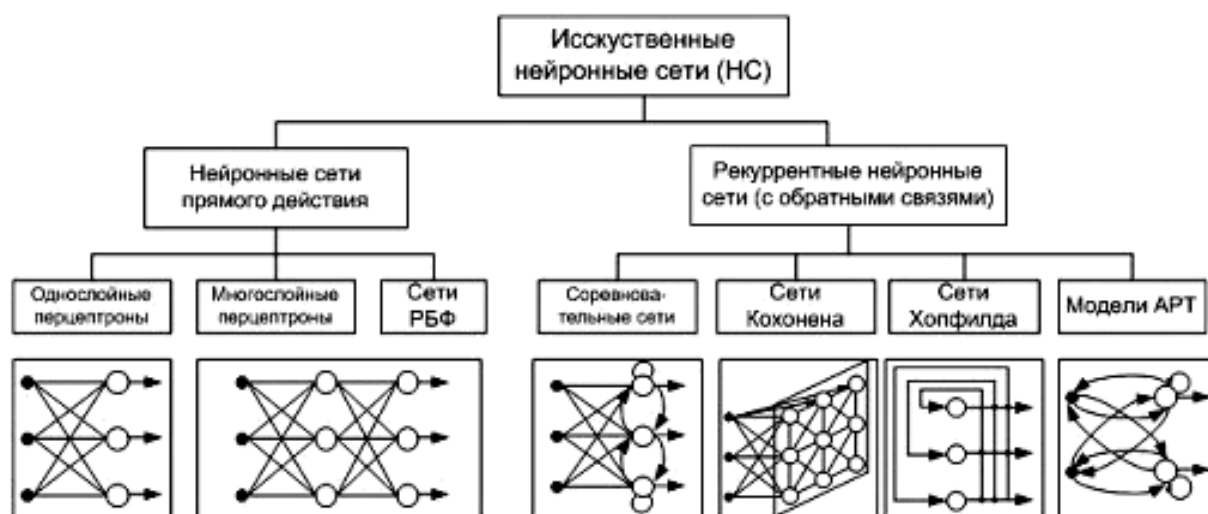 Исскуственные
нейронные сети (НС)
Нейронные сети
прямого действия
Рекуррентные нейронные
сети (с обратными связями)
Однослойные
перцептроны
Многослойные
перцептроны
Сети
РБФ
Соревнова-
тельные сети
Сети
Кохонена
Сети
Хопфилда
Модели АРТ